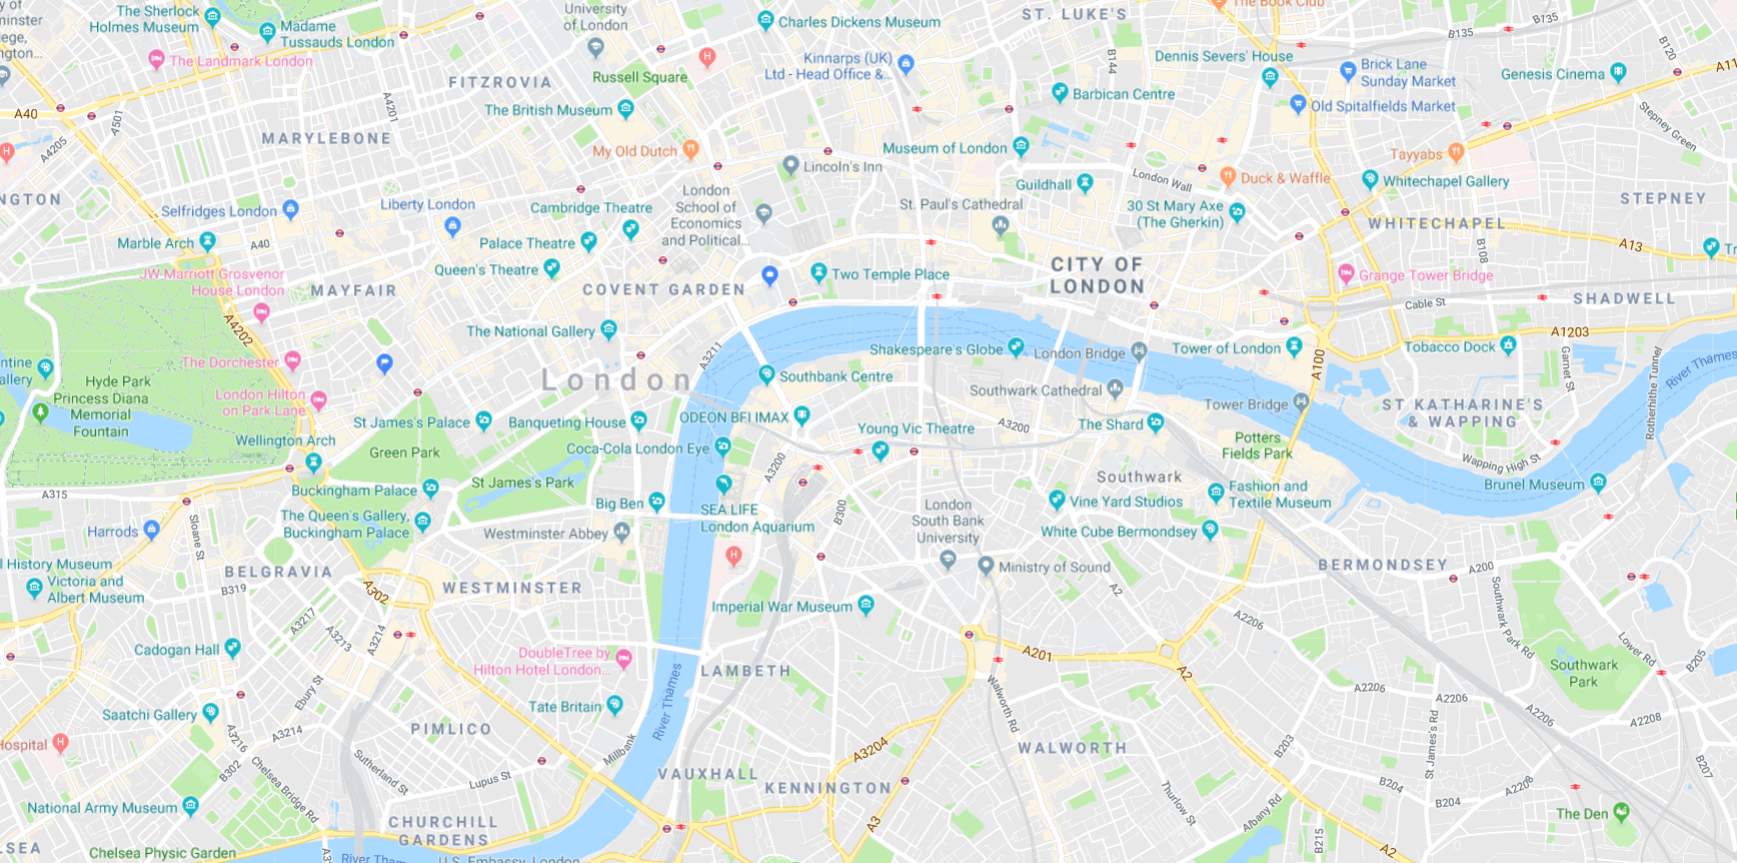 The Sherlock
Holmes Museum
Madame
Tussauds London
The Landmark London
University
of London
Charles Dickens Museum
ST. LUKE'S
The Book Club
B135
B135
B120
A11
FITZROVIA
Russell Square
Kinnarps (UK)
Ltd - Head Office &...
B144
Dennis Severs' House
Brick Lane
Sunday Market
Genesis Cinema
A40
A501
A4201
The British Museum
Barbican Centre
Old Spitalfields Market
Stepney Green
A4205
MARYLEBONE
My Old Dutch
Lincoln's Inn
Museum of London
London Wall
Tayyabs
Duck & Waffle
Whitechapel Gallery
Guildhall
NGTON
Selfridges London
Liberty London
Cambridge Theatre
London
School of
Economics
and Political...
St. Paul's Cathedral
30 St Mary Axe
(The Gherkin)
WHITECHAPEL
STEPNEY
Marble Arch
A40
Palace Theatre
Queen's Theatre
B108
A13
Tr
JW Marriott Grosvenor
House London
MAYFAIR
COVENT GARDEN
Two Temple Place
CITY OF
LONDON
Grange Tower Bridge
Cable St
SHADWELL
A4202
The National Gallery
A3211
Shakespeare's Globe
London Bridge
Tower of London
A100
Tobacco Dock
A1203
Garnet St
Rotherhithe Tunnel
River Thames
ntine
allery
The Dorchester
Hyde Park
Princess Diana
Memorial
Fountain
London Hilton
on Park Lane
London
Southbank Centre
Southwark Cathedral
Tower Bridge
ST KATHARINE'S
& WAPPING
St James's Palace
Banqueting House
ODEON BFI IMAX
Young Vic Theatre
A3200
The Shard
Potters
Fields Park
Wellington Arch
Green Park
Coca-Cola London Eye
A3200
Wapping High St
A315
Buckingham Palace
St James's Park
Big Ben
SEA LIFE
London Aquarium
B300
London
South Bank
University
Southwark
Vine Yard Studios
Fashion and
Textile Museum
Brunel Museum
Harrods
Sloane St
The Queen's Gallery,
Buckingham Palace
Westminster Abbey
White Cube Bermondsey
l History Museum
Victoria and
Albert Museum
BELGRAVIA
B319
A302
WESTMINSTER
Ministry of Sound
A2
BERMONDSEY
A200
Imperial War Museum
A3217
A3213
A3214
Cadogan Hall
DoubleTree by
Hilton Hotel London...
LAMBETH
A201
A2
A2206
Southwark Park Rd
Lower Rd
B205
Southwark
Park
Ebury St
Saatchi Gallery
A3216
A3214
PIMLICO
Tate Britain
River Thames
Millbank
Walworth Rd
WALWORTH
A2206
A2206
A2206
A2208
Hospital
B302
Chelsea Bridge Rd
Sutherland St
Lupus St
VAUXHALL
KENNINGTON
A3204
B203
St James's Rd
B207
National Army Museum
CHURCHILL
GARDENS
A3
Thurlow St
Albany Rd
B215
B204
B204
A2208
The Den
LSEA
Chelsea Physic Garden
River Tham
U.S. Embassy, London
A2